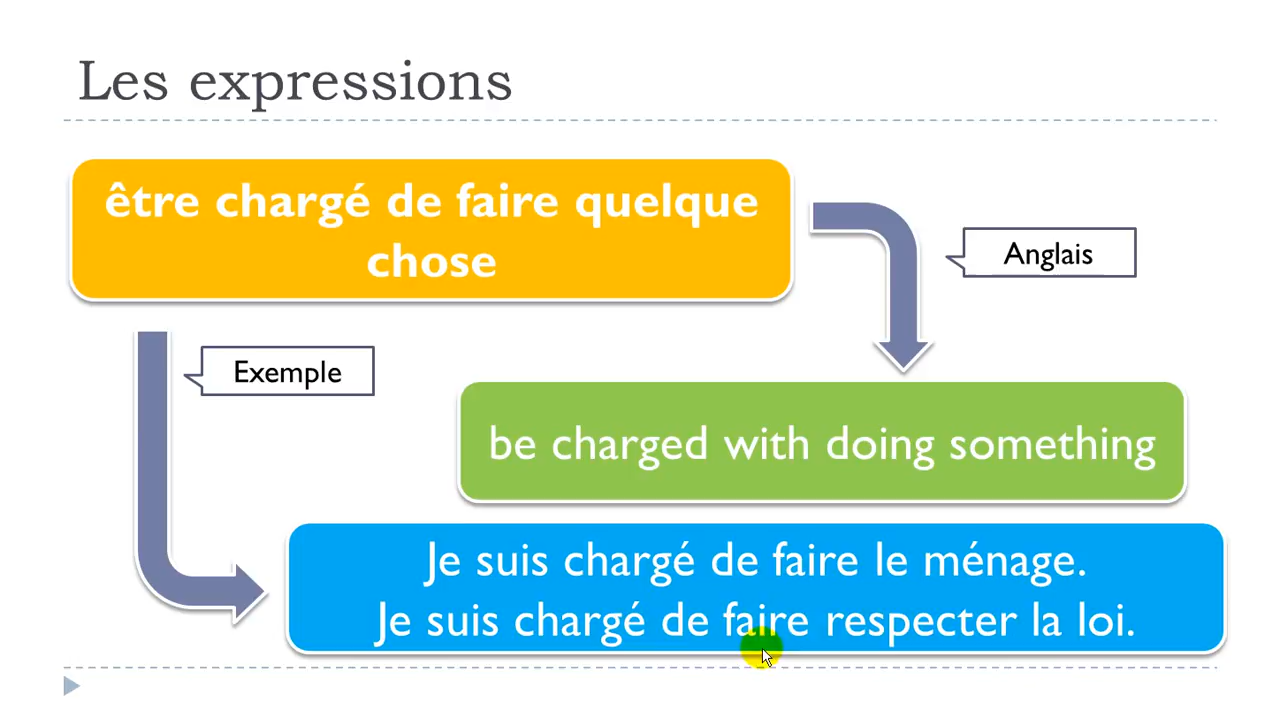 Les expressions
être chargé de faire quelque
chose
Anglais
Exemple
be charged with doing something
Je suis chargé de faire le ménage.
Je suis chargé de faire respecter la loi.